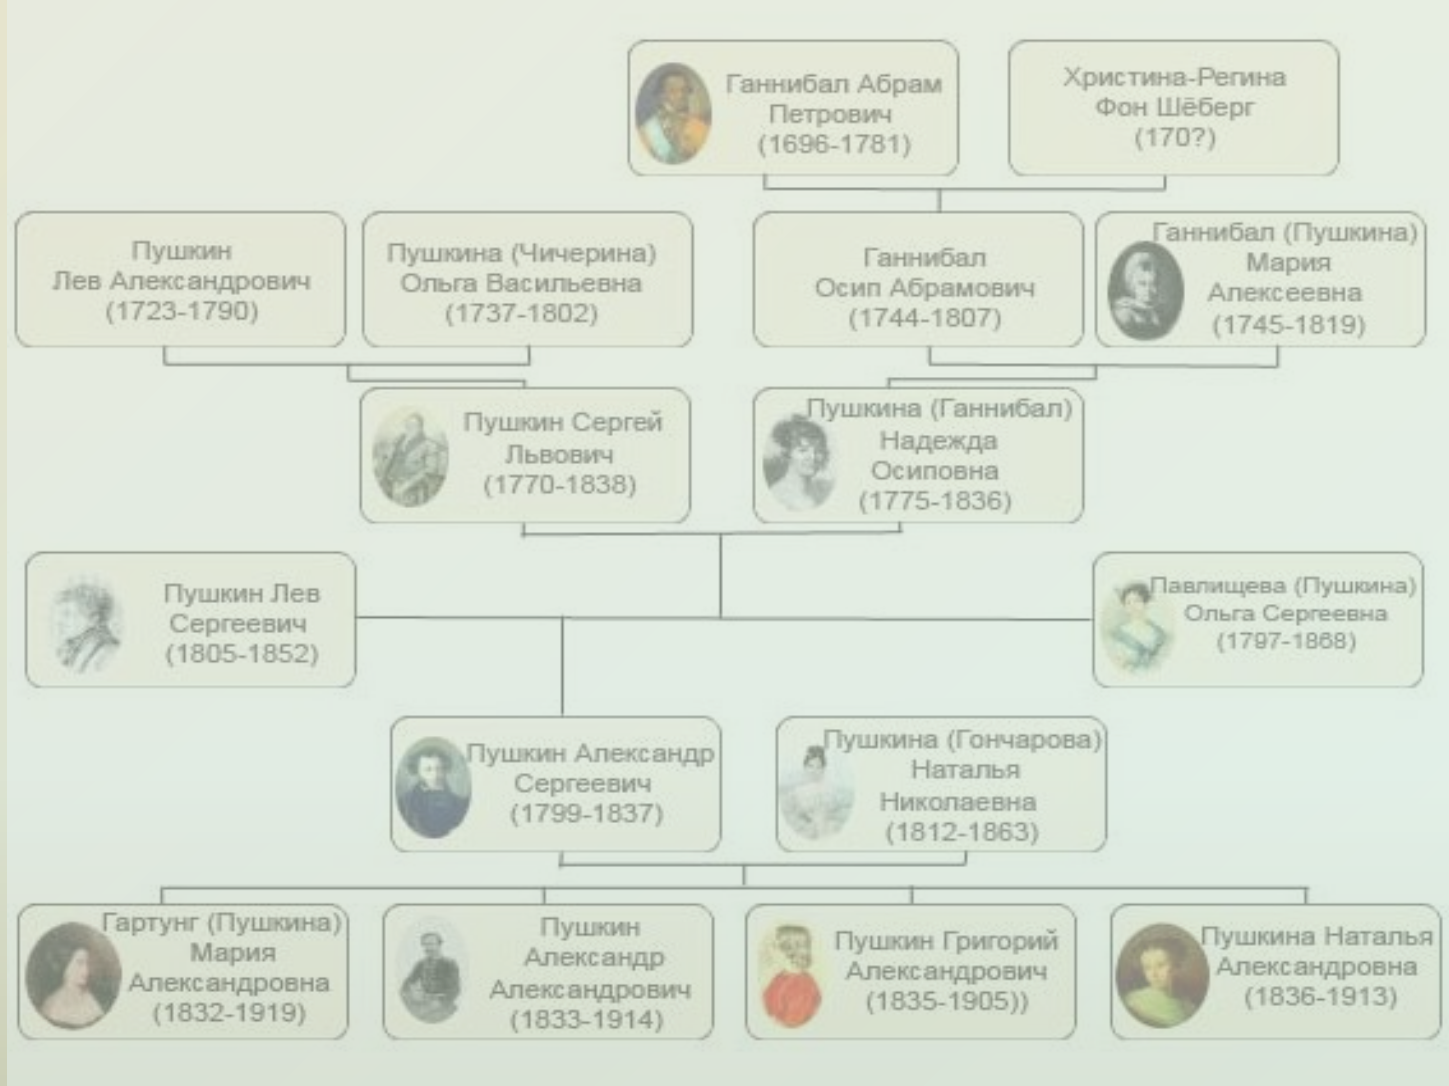 Ганнибал Абрам
Петрович
(1696-1781)
Христина-Регина
Фон Шёберг
(170?)
Пушкин
Лев Александрович
(1723-1790)
Пушкина (Чичерина)
Ольга Васильевна
(1737-1802)
Ганнибал
Осип Абрамович
(1744-1807)
Ганнибал (Пушкина)
Мария
Алексеевна
(1745-1819)
Пушкин Сергей
Львович
(1770-1838)
Пушкина (Ганнибал)
Надежда
Осиповна
(1775-1836)
Пушкин Лев
Сергеевич
(1805-1852)
Павлищева (Пушкина)
Ольга Сергеевна
(1797-1868)
Пушкин Александр
Сергеевич
(1799-1837)
Пушкина (Гончарова)
Наталья
Николаевна
(1812-1863)
Гартунг (Пушкина)
Мария
Александровна
(1832-1919)
Пушкин
Александр
Александрович
(1833-1914)
Пушкин Григорий
Александрович
(1835-1905))
Пушкина Наталья
Александровна
(1836-1913)